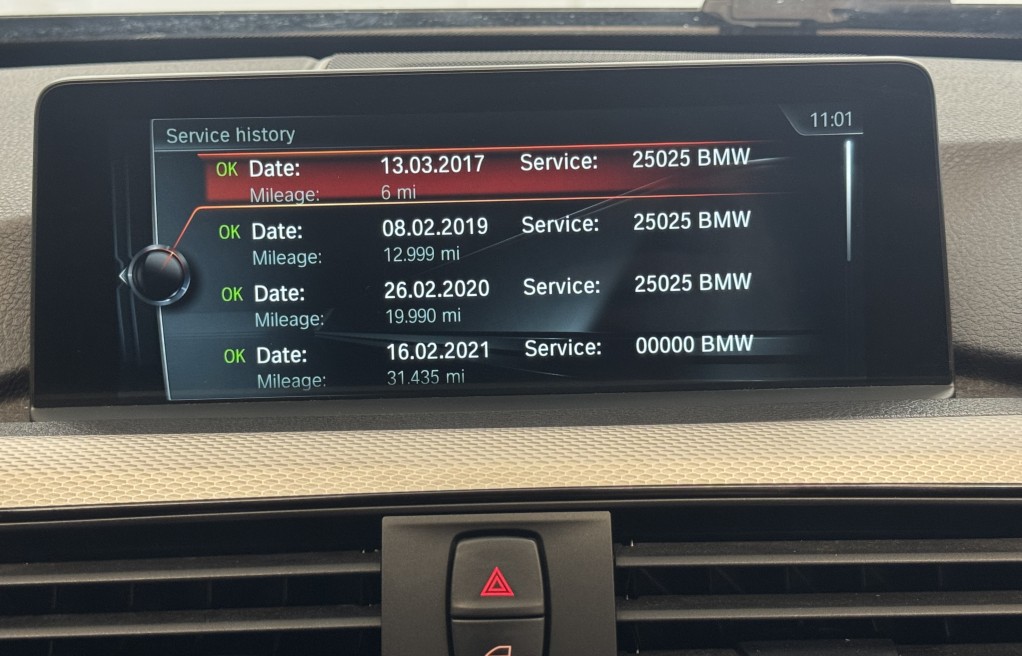 Service history 11:01
OK Date: 13.03.2017 Service: 25025 BMW
Mileage: 6 mi
OK Date: 08.02.2019 Service: 25025 BMW
Mileage: 12.999 mi
OK Date: 26.02.2020 Service: 25025 BMW
Mileage: 19.990 mi
OK Date: 16.02.2021 Service: 00000 BMW
Mileage: 31.435 mi